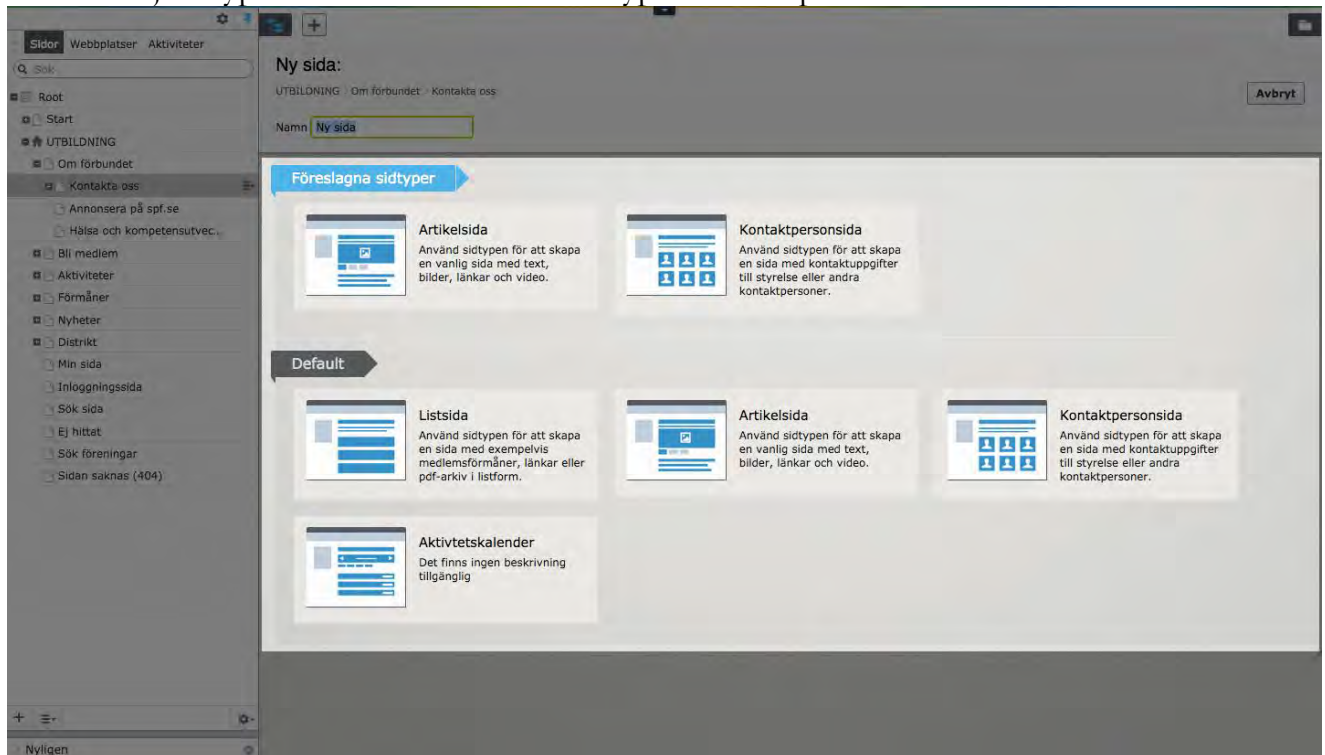 Sidor Webbplatser Aktiviteter
Sök
Root
Start
UTBILDNING
Om förbundet
Kontakta oss
Annonsera på spf.se
Hälsa och kompetensutvec...
Bli medlem
Aktiviteter
Förmåner
Nyheter
Distrikt
Min sida
Inloggningssida
Sök sida
Ej hittat
Sök föreningar
Sidan saknas (404)
Nyligen
Ny sida:
UTBILDNING › Om förbundet › Kontakta oss
Avbryt
Namn Ny sida
Föreslagna sidtyper
Artikelsida
Använd sidtypen för att skapa
en vanlig sida med text,
bilder, länkar och video.
Kontaktpersonsida
Använd sidtypen för att skapa
en sida med kontaktuppgifter
till styrelse eller andra
kontaktpersoner.
Default
Listsida
Använd sidtypen för att skapa
en sida med exempelvis
medlemsförmåner, länkar eller
pdf-arkiv i listform.
Artikelsida
Använd sidtypen för att skapa
en vanlig sida med text,
bilder, länkar och video.
Kontaktpersonsida
Använd sidtypen för att skapa
en sida med kontaktuppgifter
till styrelse eller andra
kontaktpersoner.
Aktivtetskalender
Det finns ingen beskrivning
tillgänglig